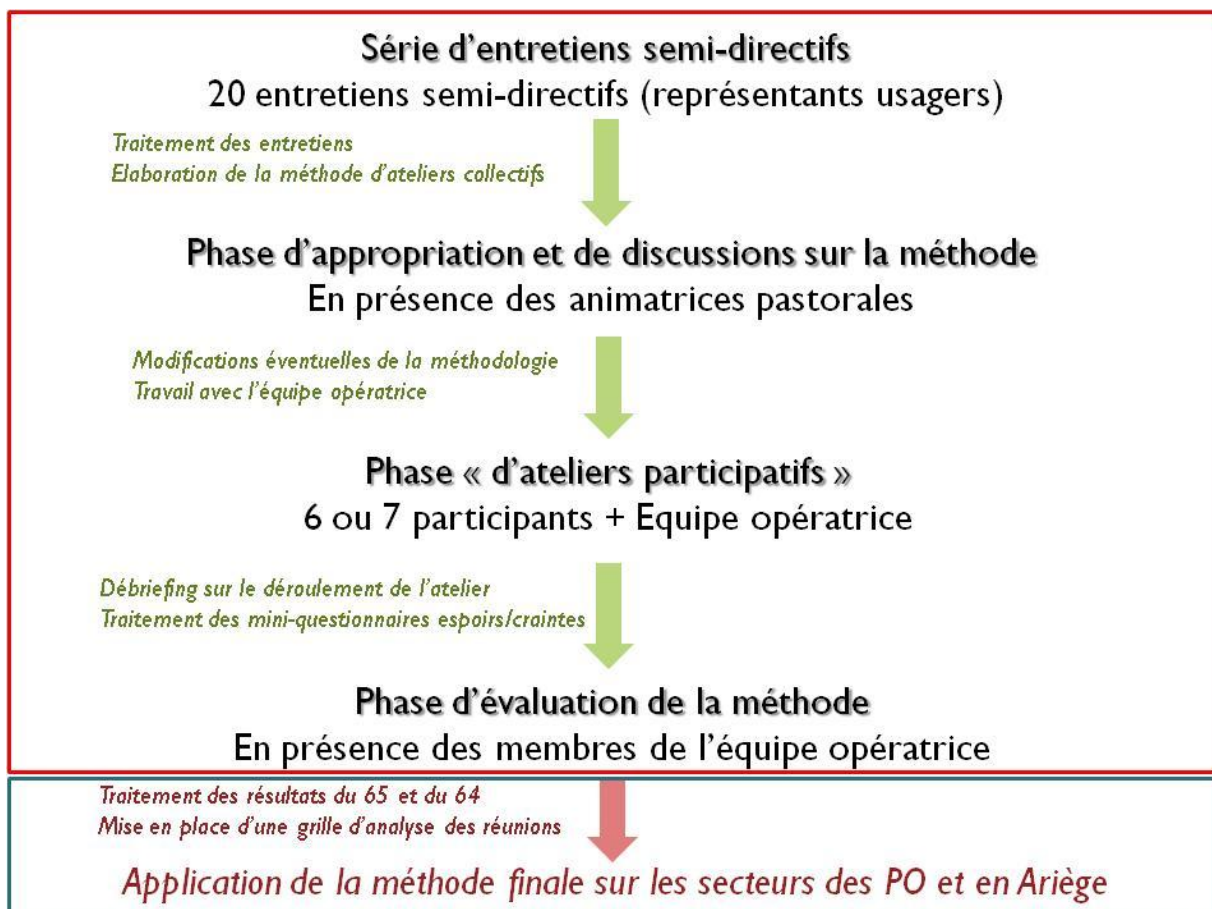 Série d'entretiens semi-directifs
20 entretiens semi-directifs (représentants usagers)
Traitement des entretiens
Elaboration de la méthode d'ateliers collectifs
Phase d'appropriation et de discussions sur la méthode
En présence des animatrices pastorales
Modifications éventuelles de la méthodologie
Travail avec l'équipe opératrice
Phase « d'ateliers participatifs »
6 ou 7 participants + Equipe opératrice
Débriefing sur le déroulement de l'atelier
Traitement des mini-questionnaires espoirs/craintes
Phase d'évaluation de la méthode
En présence des membres de l'équipe opératrice
Traitement des résultats du 65 et du 64
Mise en place d'une grille d'analyse des réunions
Application de la méthode finale sur les secteurs des PO et en Ariège